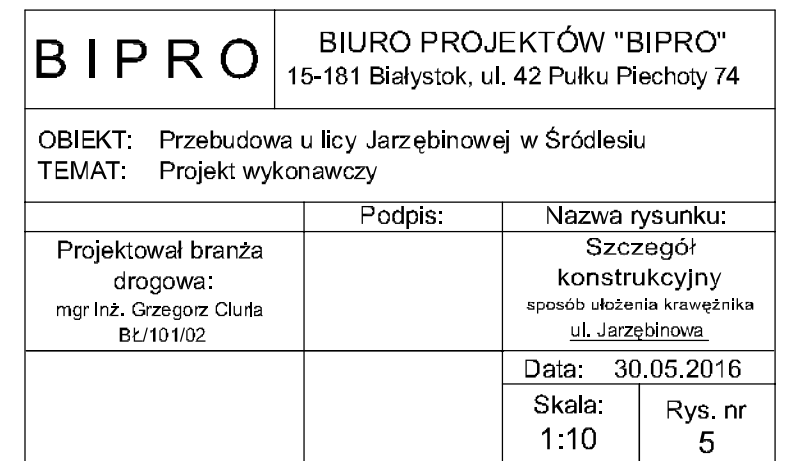 BIPRO
BIURO PROJEKTÓW "BIPRO"
15-181 Białystok, ul. 42 Pułku Piechoty 74
OBIEKT: Przebudowa u licy Jarzębinowej w Śródlesiu
TEMAT: Projekt wykonawczy
Podpis:
Nazwa rysunku:
Projektował branża
drogowa:
mgr Inż. Grzegorz Clurla
BŁ/101/02
Szczegół
konstrukcyjny
sposób ułożenia krawężnika
ul. Jarzębinowa
Data: 30.05.2016
Skala:
1:10
Rys. nr
5